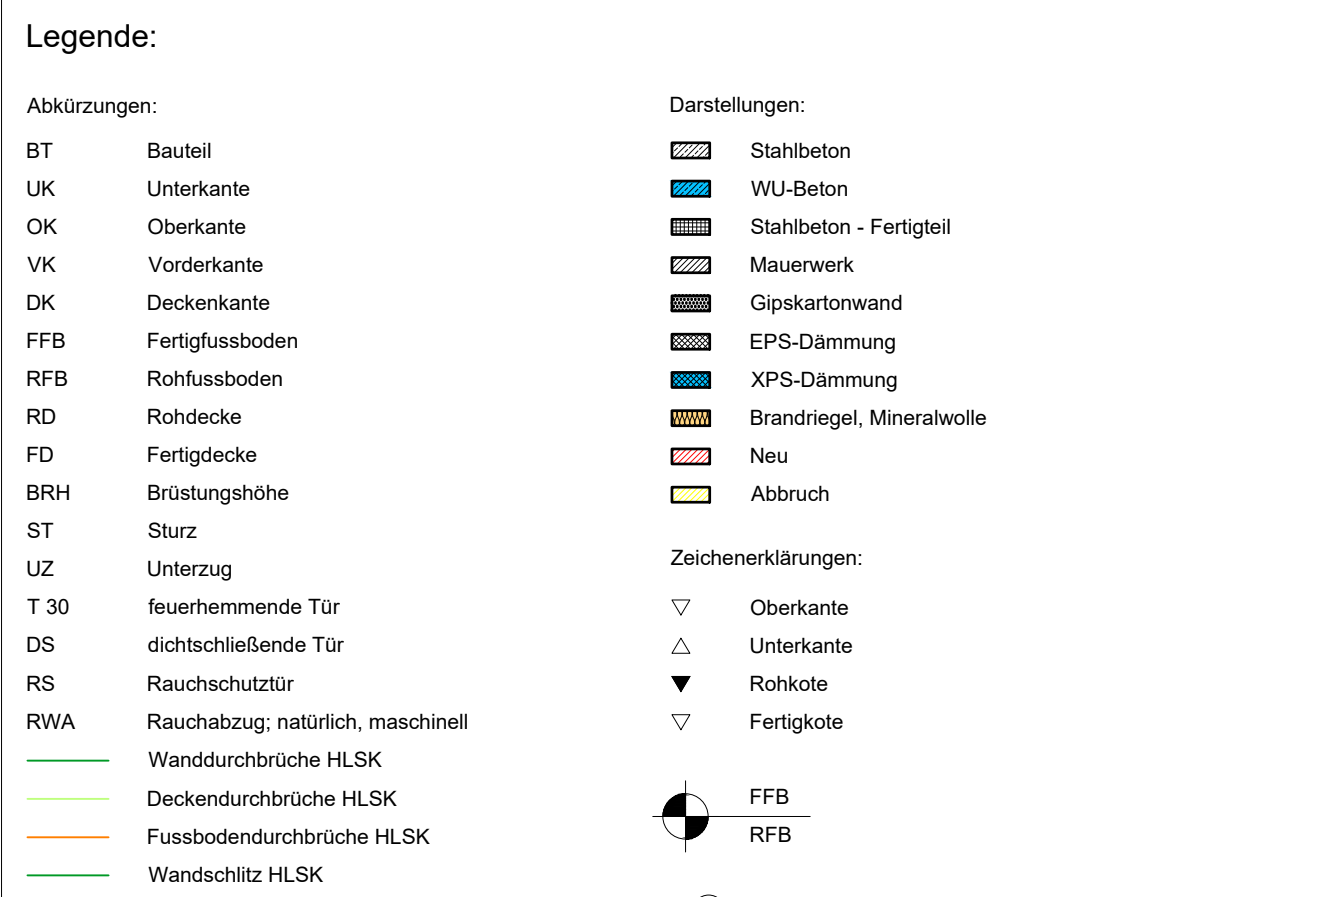 Legende:
Abkürzungen:
BT Bauteil
UK Unterkante
OK Oberkante
VK Vorderkante
DK Deckenkante
FFB Fertigfussboden
RFB Rohfussboden
RD Rohdecke
FD Fertigdecke
BRH Brüstungshöhe
ST Sturz
UZ Unterzug
T 30 feuerhemmende Tür
DS dichtschließende Tür
RS Rauchschutztür
RWA Rauchabzug; natürlich, maschinell
Wanddurchbrüche HLSK
Deckendurchbrüche HLSK
Fussbodendurchbrüche HLSK
Wandschlitz HLSK
Darstellungen:
Stahlbeton
WU-Beton
Stahlbeton - Fertigteil
Mauerwerk
Gipskartonwand
EPS-Dämmung
XPS-Dämmung
Brandriegel, Mineralwolle
Neu
Abbruch
Zeichenerklärungen:
Oberkante
Unterkante
Rohkote
Fertigkote
FFB
RFB